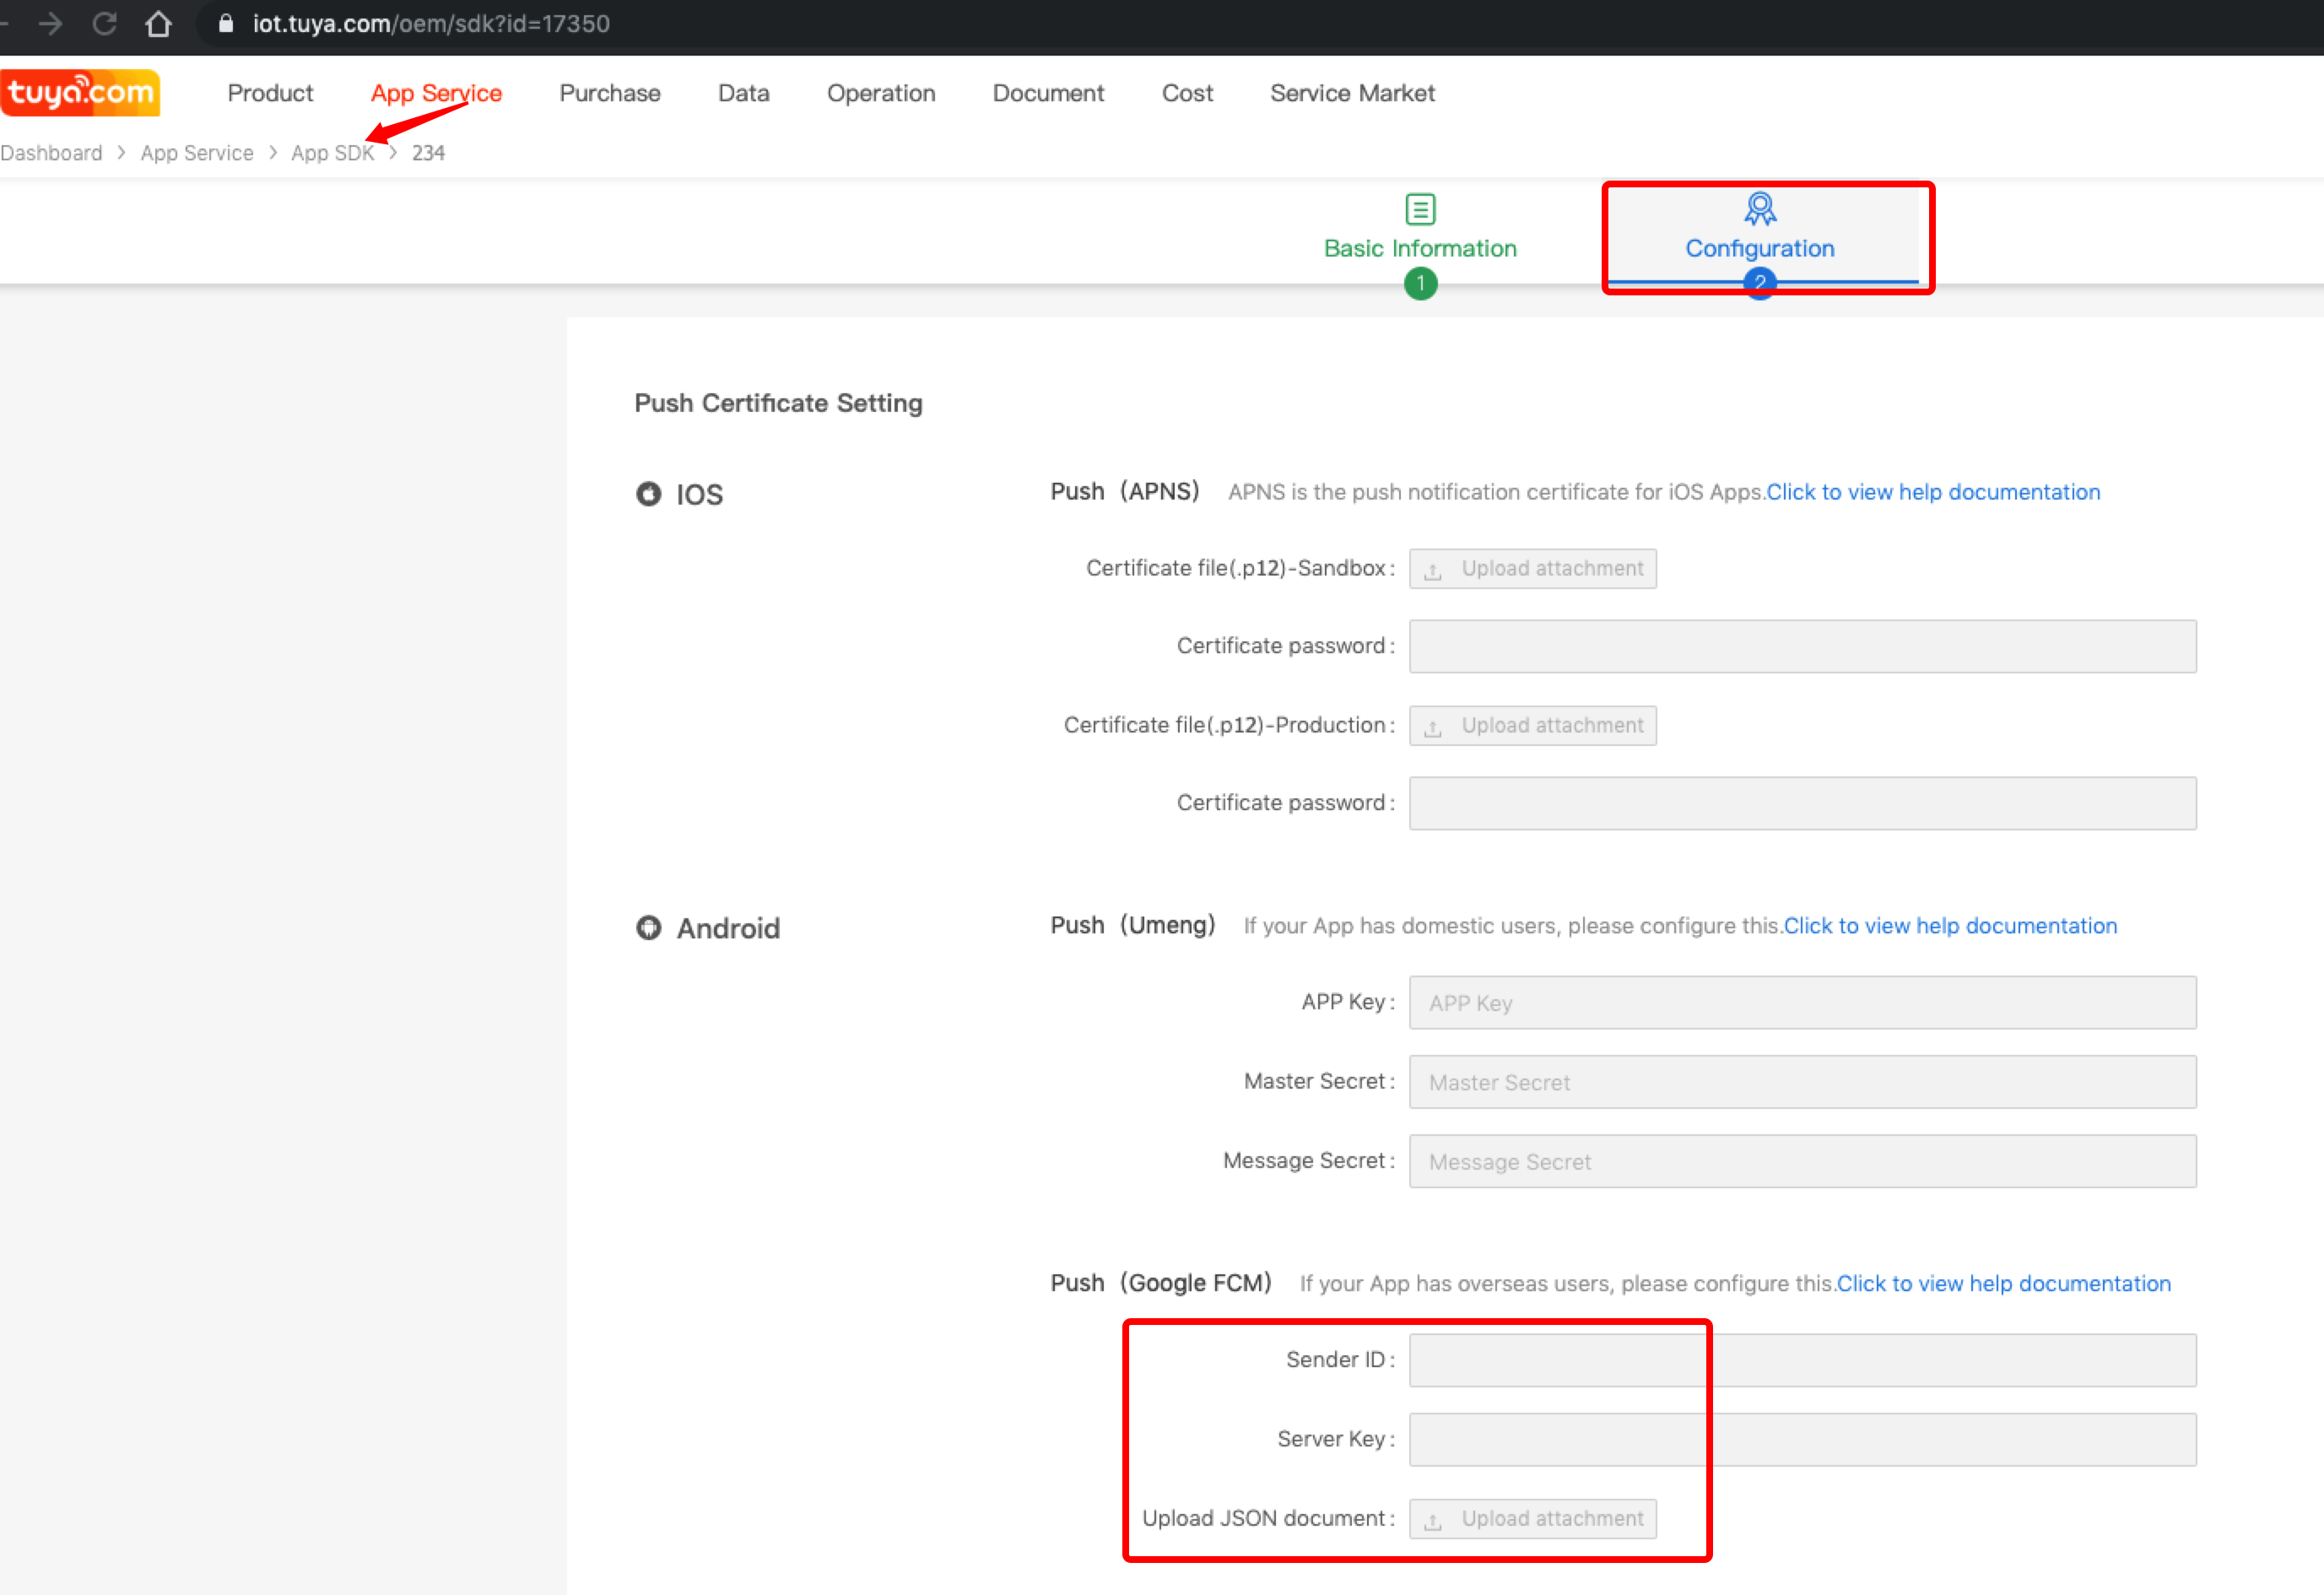 iot.tuya.com/oem/sdk?id=17350
tuya.com Product App Service Purchase Data Operation Document Cost Service Market
Dashboard > App Service > App SDK > 234
Basic Information Configuration
1 2
Push Certificate Setting
IOS Push (APNS) APNS is the push notification certificate for iOS Apps.Click to view help documentation
Certificate file(.p12)-Sandbox : Upload attachment
Certificate password :
Certificate file(.p12)-Production : Upload attachment
Certificate password :
Android Push (Umeng) If your App has domestic users, please configure this.Click to view help documentation
APP Key : APP Key
Master Secret : Master Secret
Message Secret : Message Secret
Push (Google FCM) If your App has overseas users, please configure this.Click to view help documentation
Sender ID :
Server Key :
Upload JSON document : Upload attachment